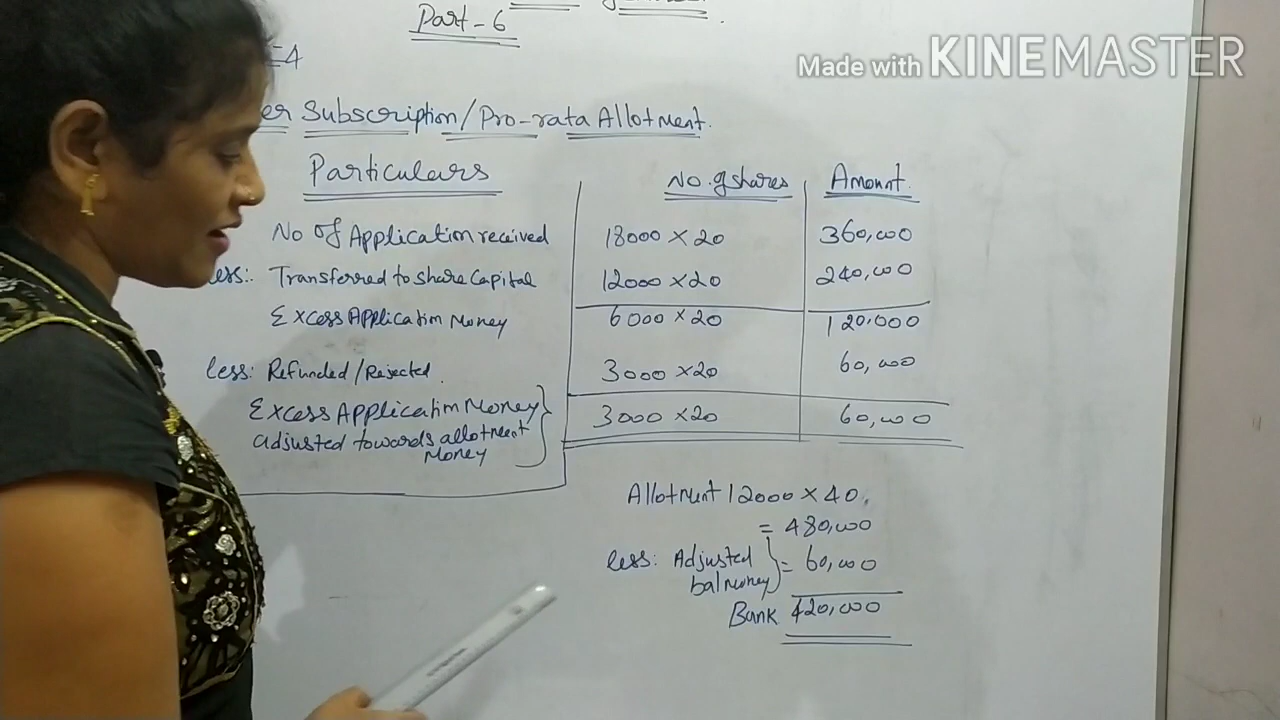 Part-6
Made with KINEMASTER
=4
er Subscription/Pro-rata Allotment.
Particulars No. of shares Amount.
No of Application received 18000 × 20 360,000
ess:- Transferred to share Capital 12000 × 20 240,000
Excess Application Money 6000 × 20 120,000
less: Refunded/Rejected. 3000 × 20 60,000
Excess Application Money 3000 × 20 60,000
adjusted towards allotment
Money
Allotment 12000 × 40.
= 480,000
less: Adjusted = 60,000
bal money
Bank 420,000